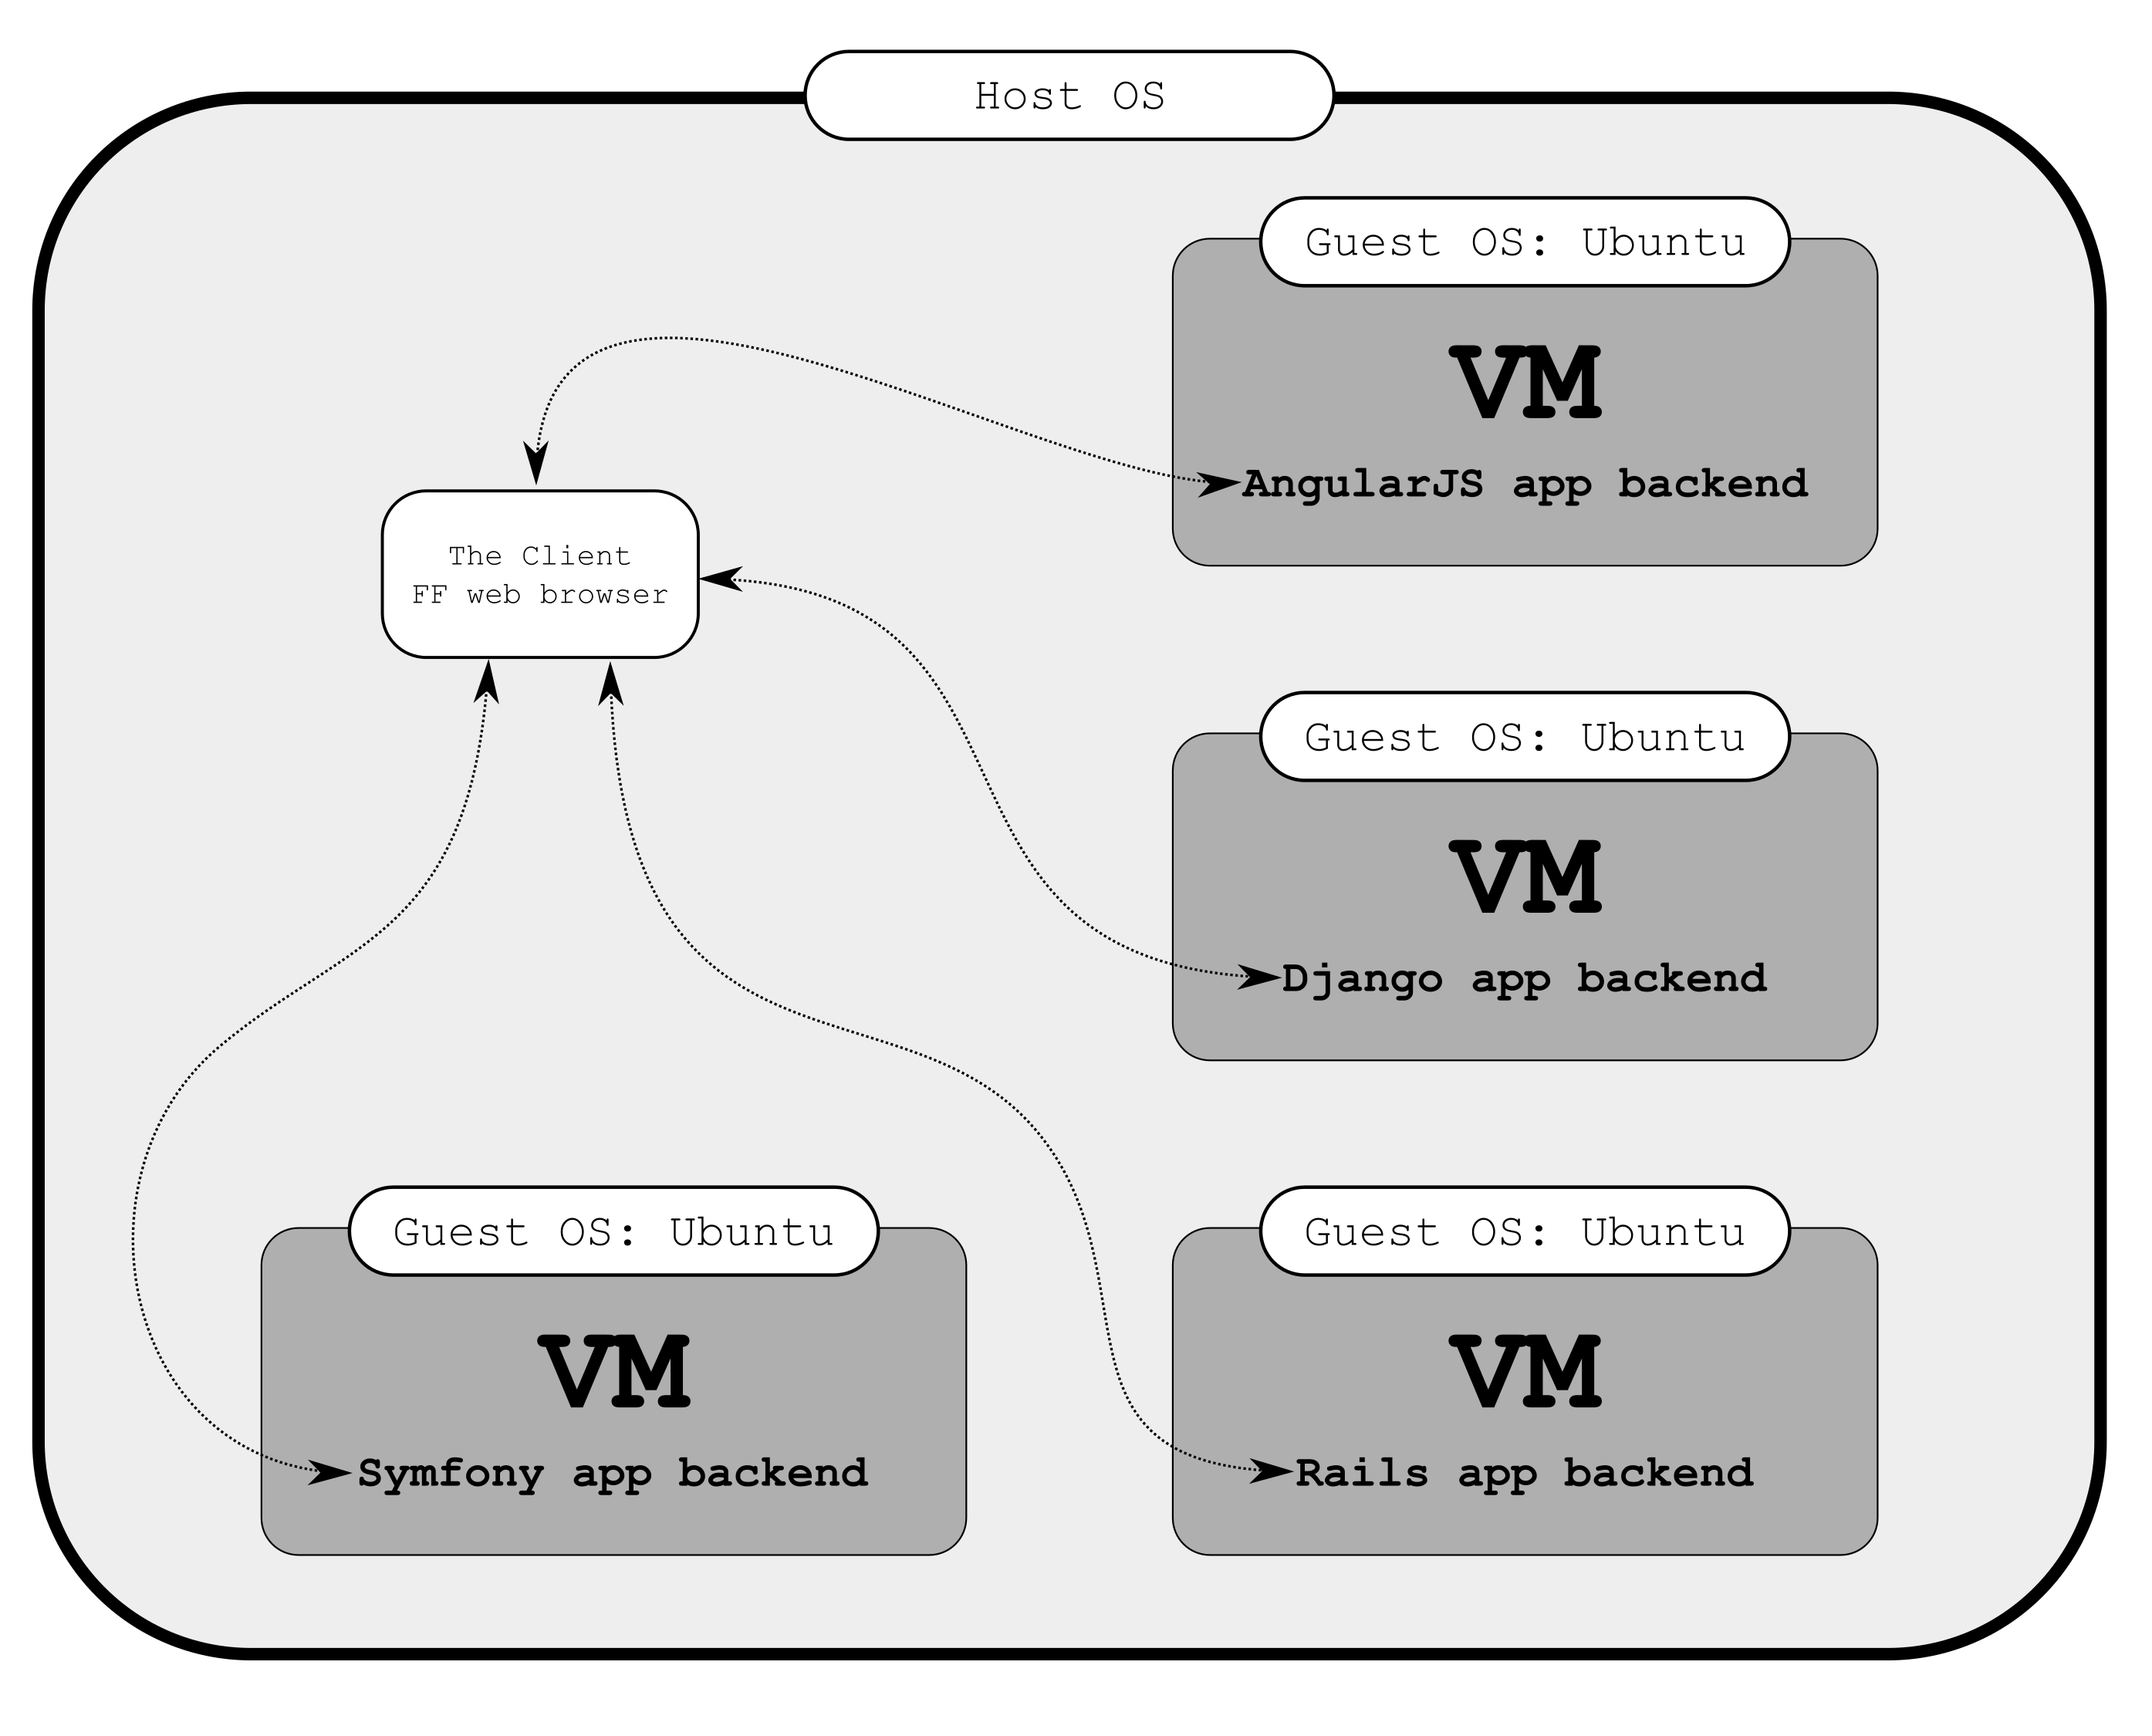 Host OS
Guest OS: Ubuntu
VM
AngularJS app backend
The Client
FF web browser
Guest OS: Ubuntu
VM
Django app backend
Guest OS: Ubuntu
VM
Symfony app backend
Guest OS: Ubuntu
VM
Rails app backend